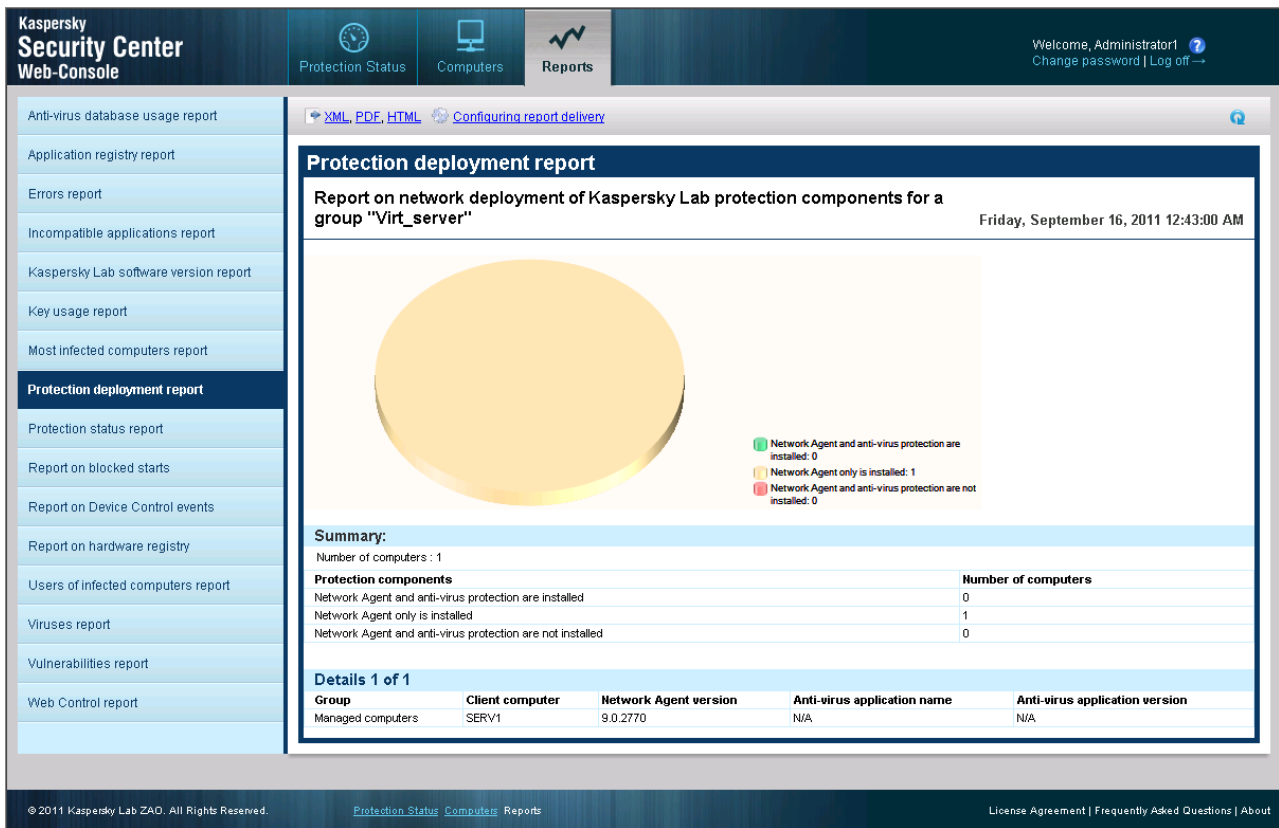 Kaspersky
Security Center
Web-Console
Protection Status
Computers
Reports
Welcome, Administrator1 ?
Change password | Log off →
Anti-virus database usage report
Application registry report
Errors report
Incompatible applications report
Kaspersky Lab software version report
Key usage report
Most infected computers report
Protection deployment report
Protection status report
Report on blocked starts
Report on Device Control events
Report on hardware registry
Users of infected computers report
Viruses report
Vulnerabilities report
Web Control report
XML, PDF, HTML Configuring report delivery
Protection deployment report
Report on network deployment of Kaspersky Lab protection components for a
group "Virt_server"
Friday, September 16, 2011 12:43:00 AM
Network Agent and anti-virus protection are
installed: 0
Network Agent only is installed: 1
Network Agent and anti-virus protection are not
installed: 0
Summary:
Number of computers : 1
Protection components Number of computers
Network Agent and anti-virus protection are installed 0
Network Agent only is installed 1
Network Agent and anti-virus protection are not installed 0
Details 1 of 1
Group Client computer Network Agent version Anti-virus application name Anti-virus application version
Managed computers SERV1 9.0.2770 N/A N/A
© 2011 Kaspersky Lab ZAO. All Rights Reserved. Protection Status Computers Reports License Agreement | Frequently Asked Questions | About